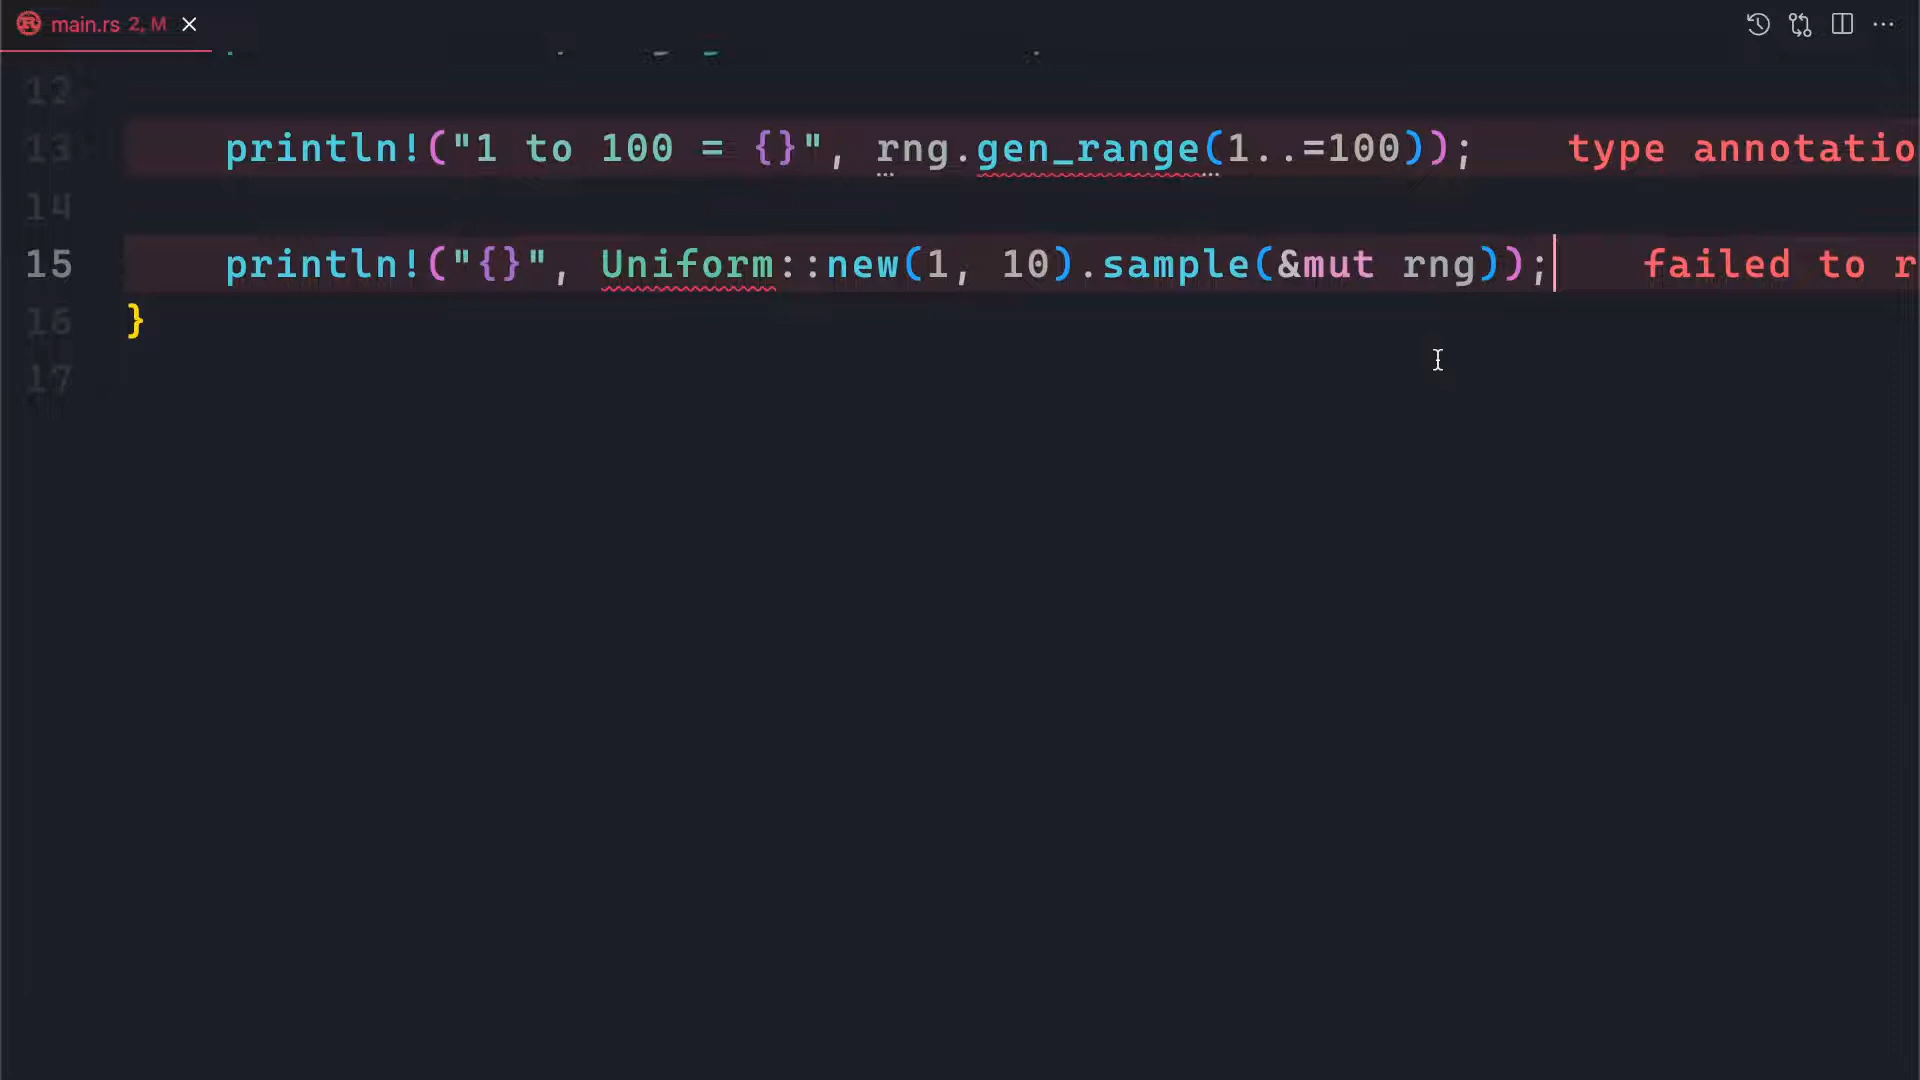 main.rs 2, M
12
13 println!("1 to 100 = {}", rng.gen_range(1..=100)); type annotatio
14
15 println!("{}", Uniform::new(1, 10).sample(&mut rng)); failed to r
16 }
17